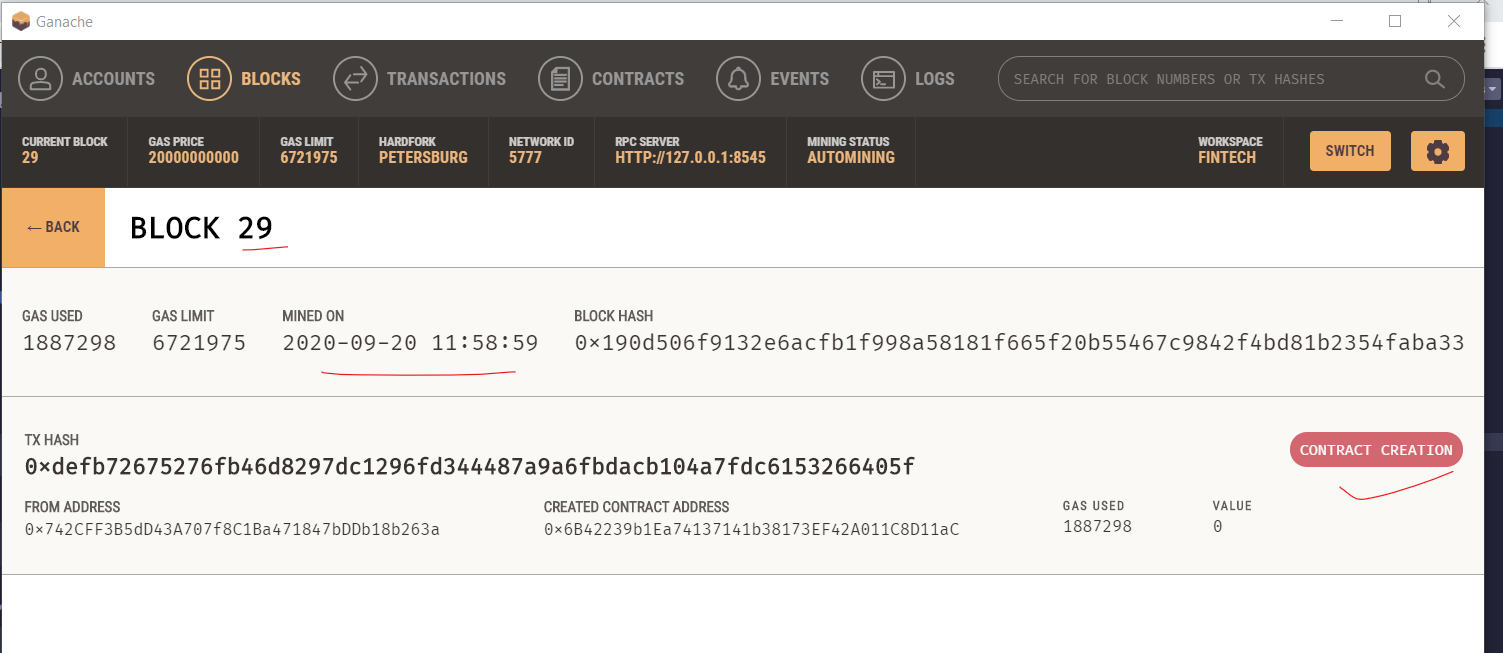 Ganache
ACCOUNTS BLOCKS TRANSACTIONS CONTRACTS EVENTS LOGS SEARCH FOR BLOCK NUMBERS OR TX HASHES
CURRENT BLOCK GAS PRICE GAS LIMIT HARDFORK NETWORK ID RPC SERVER MINING STATUS WORKSPACE
29 20000000000 6721975 PETERSBURG 5777 HTTP://127.0.0.1:8545 AUTOMINING FINTECH SWITCH
← BACK BLOCK 29
GAS USED GAS LIMIT MINED ON BLOCK HASH
1887298 6721975 2020-09-20 11:58:59 0×190d506f9132e6acfb1f998a58181f665f20b55467c9842f4bd81b2354faba33
TX HASH
0×defb72675276fb46d8297dc1296fd344487a9a6fbdacb104a7fdc6153266405f CONTRACT CREATION
FROM ADDRESS CREATED CONTRACT ADDRESS GAS USED VALUE
0×742CFF3B5dD43A707f8C1Ba471847bDDb18b263a 0×6B42239b1Ea74137141b38173EF42A011C8D11aC 1887298 0